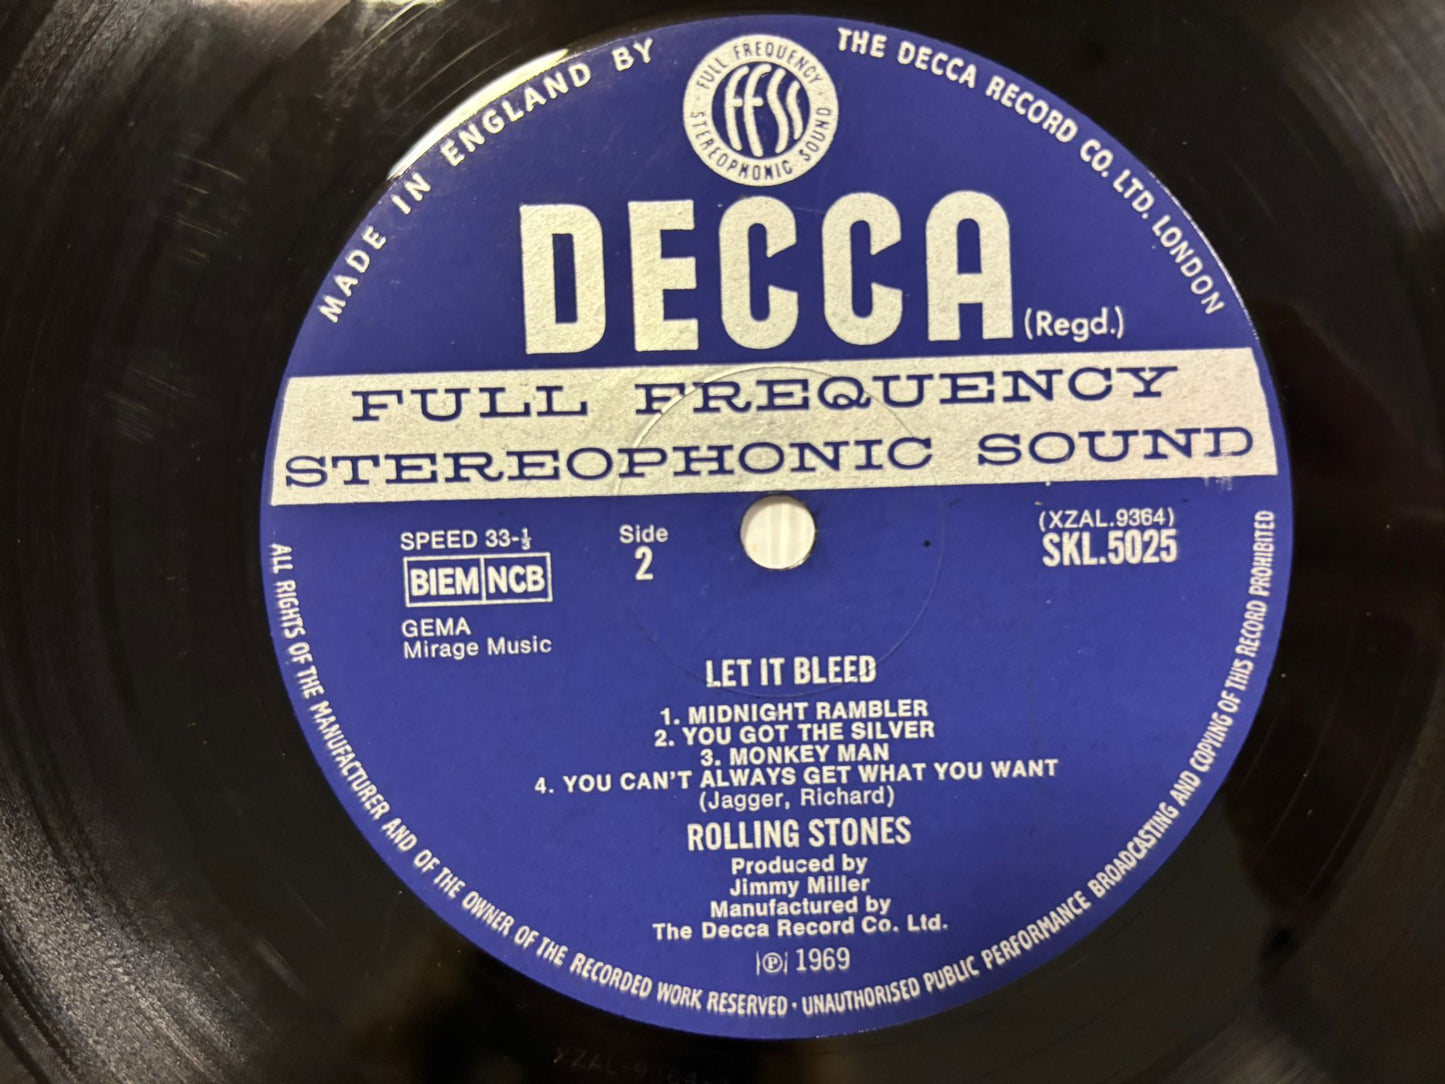 MADE IN ENGLAND BY
THE DECCA RECORD CO. LTD. LONDON
FULL FREQUENCY
FFSS
STEREOPHONIC SOUND
DECCA (Regd.)
FULL FREQUENCY
STEREOPHONIC SOUND
SPEED 33-⅓
BIEM NCB
GEMA
Mirage Music
Side
2
(XZAL.9364)
SKL.5025
LET IT BLEED
1. MIDNIGHT RAMBLER
2. YOU GOT THE SILVER
3. MONKEY MAN
4. YOU CAN'T ALWAYS GET WHAT YOU WANT
(Jagger, Richard)
ROLLING STONES
Produced by
Jimmy Miller
Manufactured by
The Decca Record Co. Ltd.
℗ 1969
ALL RIGHTS OF THE MANUFACTURER AND OF THE OWNER OF THE RECORDED WORK RESERVED · UNAUTHORISED PUBLIC PERFORMANCE BROADCASTING AND COPYING OF THIS RECORD PROHIBITED